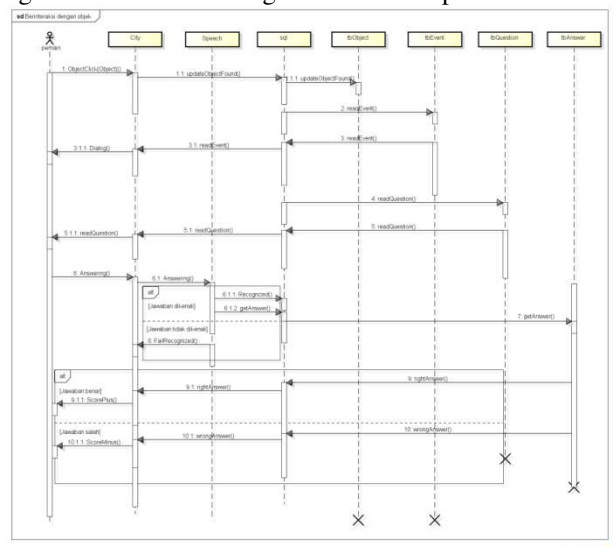 sd Berinteraksi dengan objek
pemain
City
Speech
sql
tbObject
tbEvent
tbQuestion
tbAnswer
1: ObjectClick(Object)()
1.1: updateObjectFound()
1.1: updateObjectFound()
2: readEvent()
3: readEvent()
3.1: readEvent()
3.1.1: Dialog()
4: readQuestion()
5: readQuestion()
5.1: readQuestion()
5.1.1: readQuestion()
6: Answering()
6.1: Answering()
alt
6.1.1: Recognized()
[Jawaban dikenali]
6.1.2: getAnswer()
7: getAnswer()
[Jawaban tidak dikenali]
8: FailRecognized()
alt
9: rightAnswer()
[Jawaban benar]
9.1: rightAnswer()
9.1.1: ScorePlus()
10: wrongAnswer()
[Jawaban salah]
10.1: wrongAnswer()
10.1.1: ScoreMinus()